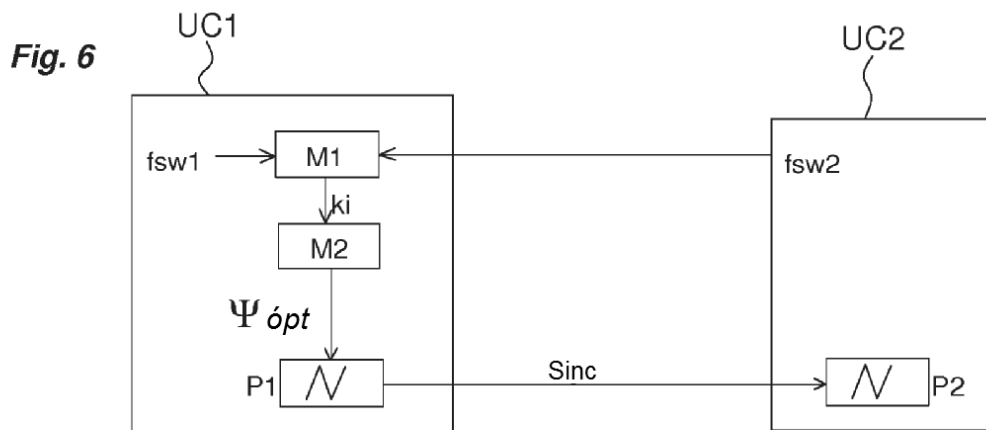 UC1
UC2
Fig. 6
fsw1
M1
fsw2
ki
M2
Ψ ópt
Sinc
P1
P2